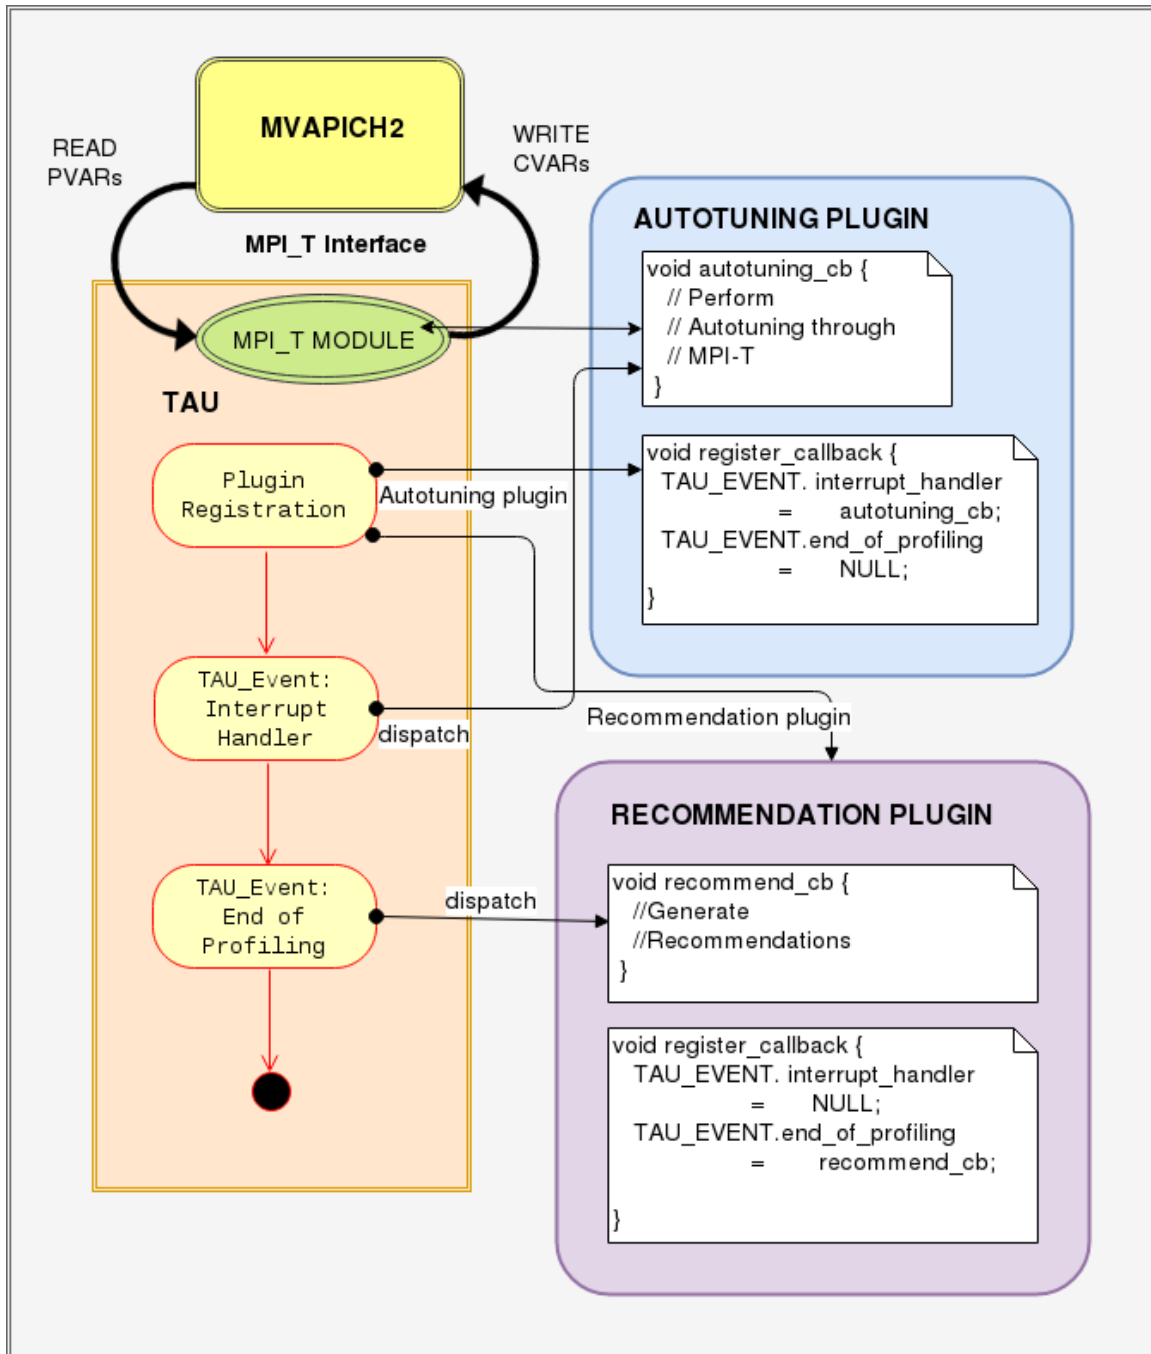 MVAPICH2
READ
PVARs
WRITE
CVARs
MPI_T Interface
MPI_T MODULE
TAU
Plugin
Registration
Autotuning plugin
TAU_Event:
Interrupt
Handler
dispatch
TAU_Event:
End of
Profiling
dispatch
AUTOTUNING PLUGIN
void autotuning_cb {
// Perform
// Autotuning through
// MPI-T
}
void register_callback {
TAU_EVENT. interrupt_handler
= autotuning_cb;
TAU_EVENT.end_of_profiling
= NULL;
}
Recommendation plugin
RECOMMENDATION PLUGIN
void recommend_cb {
//Generate
//Recommendations
}
void register_callback {
TAU_EVENT. interrupt_handler
= NULL;
TAU_EVENT.end_of_profiling
= recommend_cb;
}